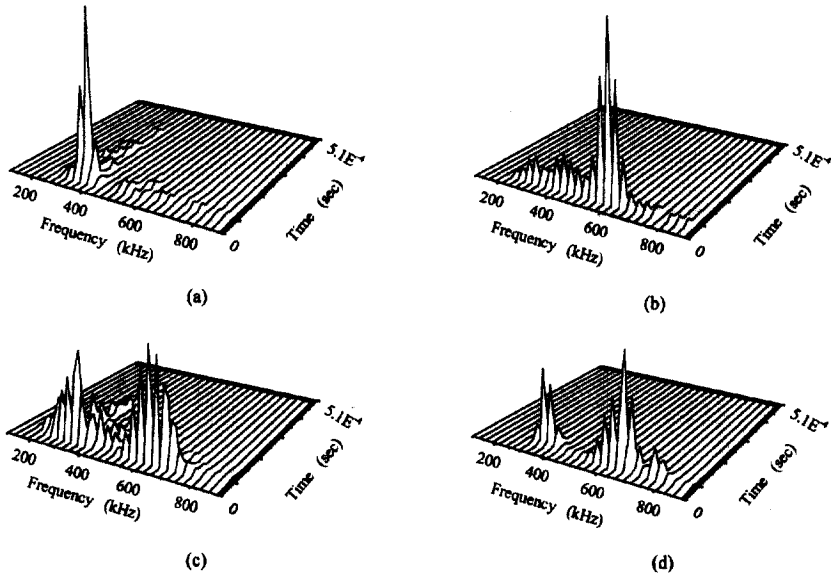 200
400
600
800
0
5.1E⁻⁴
Frequency (kHz)
Time (sec)
(a)
200
400
600
800
0
5.1E⁻⁴
Frequency (kHz)
Time (sec)
(b)
200
400
600
800
0
5.1E⁻⁴
Frequency (kHz)
Time (sec)
(c)
200
400
600
800
0
5.1E⁻⁴
Frequency (kHz)
Time (sec)
(d)